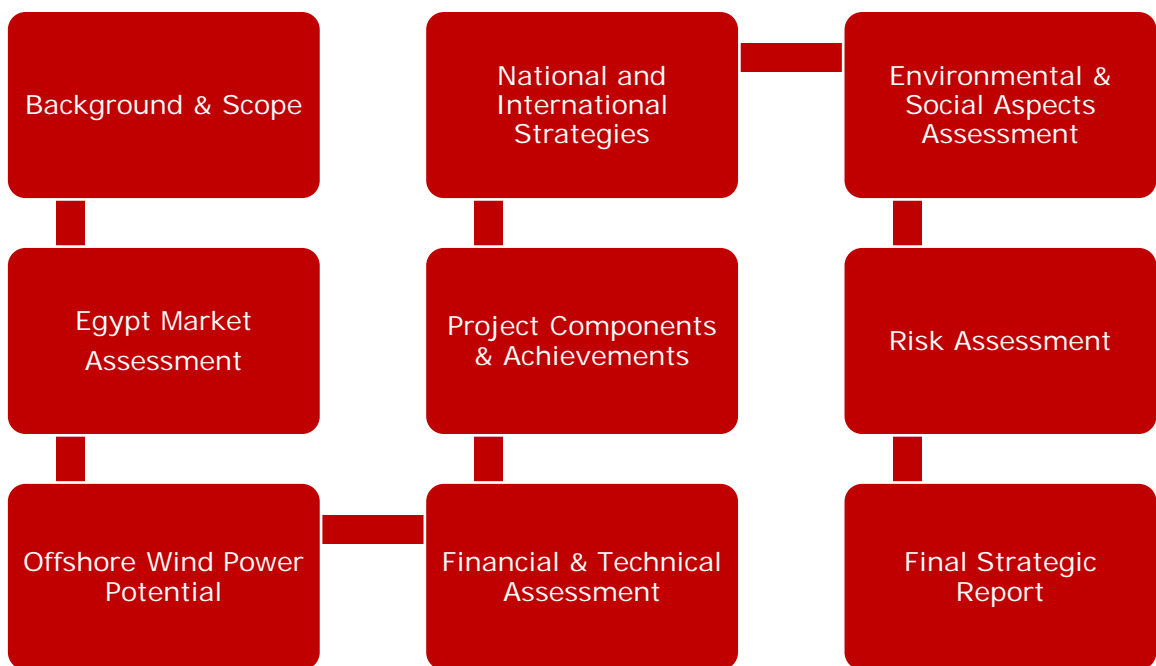 Background & Scope
Egypt Market
Assessment
Offshore Wind Power
Potential
Financial & Technical
Assessment
Project Components
& Achievements
National and
International
Strategies
Environmental &
Social Aspects
Assessment
Risk Assessment
Final Strategic
Report